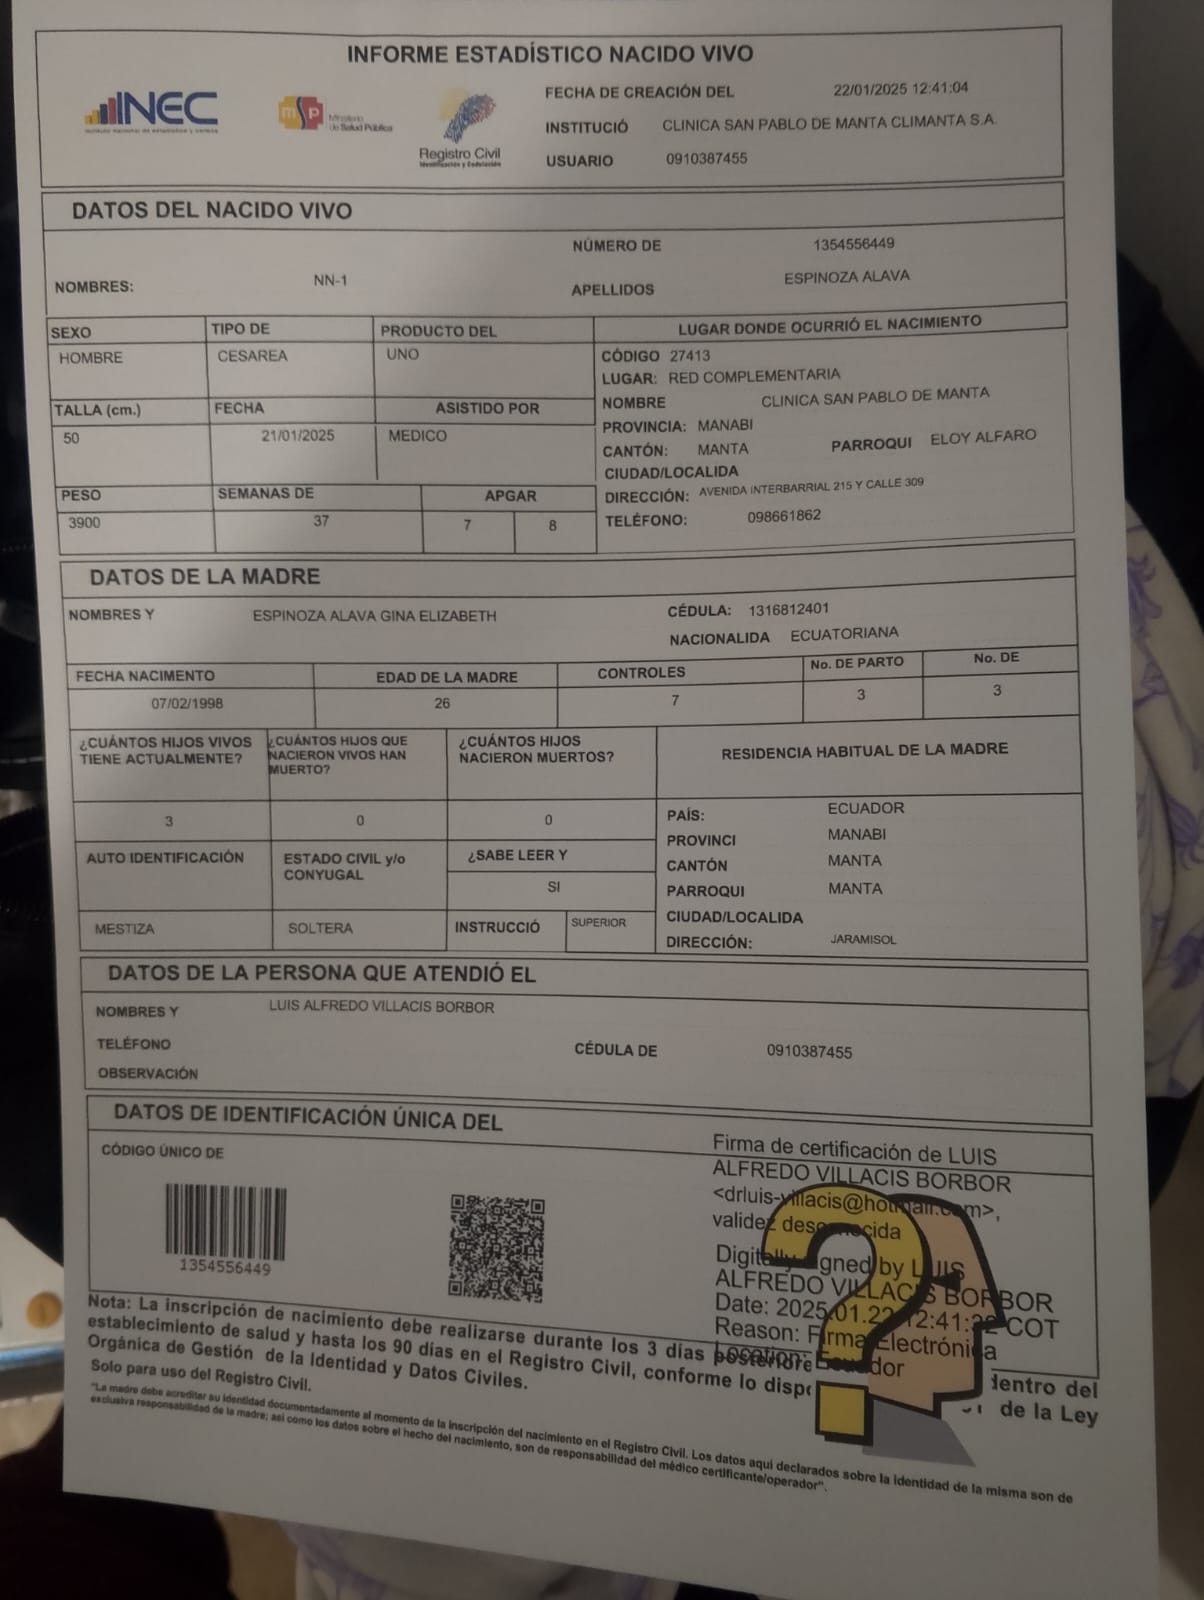 INFORME ESTADÍSTICO NACIDO VIVO
INEC
Instituto nacional de estadística y censos
msp Ministerio de Salud Pública
Registro Civil
Identificación y Cedulación
FECHA DE CREACIÓN DEL 22/01/2025 12:41:04
INSTITUCIÓ CLINICA SAN PABLO DE MANTA CLIMANTA S.A.
USUARIO 0910387455
DATOS DEL NACIDO VIVO
NÚMERO DE 1354556449
NOMBRES: NN-1 APELLIDOS ESPINOZA ALAVA
SEXO TIPO DE PRODUCTO DEL LUGAR DONDE OCURRIÓ EL NACIMIENTO
HOMBRE CESAREA UNO CÓDIGO 27413
LUGAR: RED COMPLEMENTARIA
TALLA (cm.) FECHA ASISTIDO POR NOMBRE CLINICA SAN PABLO DE MANTA
PROVINCIA: MANABI
50 21/01/2025 MEDICO CANTÓN: MANTA PARROQUI ELOY ALFARO
CIUDAD/LOCALIDA
PESO SEMANAS DE APGAR DIRECCIÓN: AVENIDA INTERBARRIAL 215 Y CALLE 309
3900 37 7 8 TELÉFONO: 098661862
DATOS DE LA MADRE
NOMBRES Y ESPINOZA ALAVA GINA ELIZABETH CÉDULA: 1316812401
NACIONALIDA ECUATORIANA
FECHA NACIMENTO EDAD DE LA MADRE CONTROLES No. DE PARTO No. DE
07/02/1998 26 7 3 3
¿CUÁNTOS HIJOS VIVOS TIENE ACTUALMENTE? ¿CUÁNTOS HIJOS QUE NACIERON VIVOS HAN MUERTO? ¿CUÁNTOS HIJOS NACIERON MUERTOS? RESIDENCIA HABITUAL DE LA MADRE
3 0 0 PAÍS: ECUADOR
PROVINCI MANABI
AUTO IDENTIFICACIÓN ESTADO CIVIL y/o CONYUGAL ¿SABE LEER Y CANTÓN MANTA
SI PARROQUI MANTA
CIUDAD/LOCALIDA
MESTIZA SOLTERA INSTRUCCIÓ SUPERIOR DIRECCIÓN: JARAMISOL
DATOS DE LA PERSONA QUE ATENDIÓ EL
NOMBRES Y LUIS ALFREDO VILLACIS BORBOR
TELÉFONO CÉDULA DE 0910387455
OBSERVACIÓN
DATOS DE IDENTIFICACIÓN ÚNICA DEL
CÓDIGO ÚNICO DE
1354556449
Firma de certificación de LUIS
ALFREDO VILLACIS BORBOR
<drluis-villacis@hotmail.com>,
validez desconocida
Digitally signed by LUIS
ALFREDO VILLACIS BORBOR
Date: 2025.01.22 12:41: COT
Reason: Firma Electrónica
Location: Ecuador
Nota: La inscripción de nacimiento debe realizarse durante los 3 días dentro del
establecimiento de salud y hasta los 90 días en el Registro Civil, conforme lo de la Ley
Orgánica de Gestión de la Identidad y Datos Civiles.
Solo para uso del Registro Civil.
"La madre debe acreditar su identidad documentadamente al momento de la inscripción del nacimiento en el Registro Civil. Los datos aqui declarados sobre la identidad de la misma son de
exclusiva responsabilidad de la madre; así como los datos sobre el hecho del nacimiento, son de responsabilidad del médico certificante/operador".